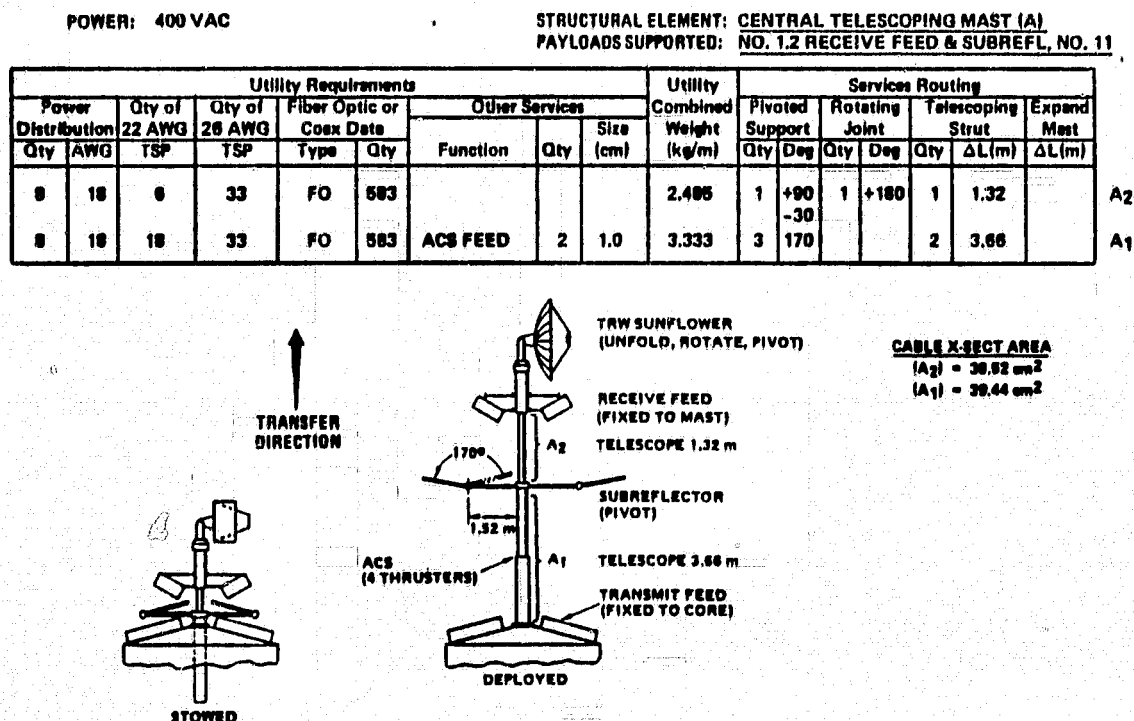 POWER: 400 VAC
STRUCTURAL ELEMENT: CENTRAL TELESCOPING MAST (A)
PAYLOADS SUPPORTED: NO. 1.2 RECEIVE FEED & SUBREFL, NO. 11
Utility Requirements Utility Services Routing
Power Qty of Qty of Fiber Optic or Other Services Combined Pivoted Rotating Telescoping Expand
Distribution 22 AWG 26 AWG Coax Data Size Weight Support Joint Strut Mast
Qty AWG TSP TSP Type Qty Function Qty (cm) (kg/m) Qty Deg Qty Deg Qty ΔL(m) ΔL(m)
18 6 33 FO 583 2.485 1 +90 1 +180 1 1.32 A2
-30
18 18 33 FO 583 ACS FEED 2 1.0 3.333 3 170 2 3.66 A1
TRW SUNFLOWER
(UNFOLD, ROTATE, PIVOT)
CABLE X-SECT AREA
(A2) = cm2
(A1) = 39.44 cm2
RECEIVE FEED
(FIXED TO MAST)
TRANSFER
DIRECTION
A2
TELESCOPE 1.32 m
170°
SUBREFLECTOR
(PIVOT)
1.52 m
ACS
(4 THRUSTERS)
A1
TELESCOPE 3.66 m
TRANSMIT FEED
(FIXED TO CORE)
DEPLOYED
STOWED